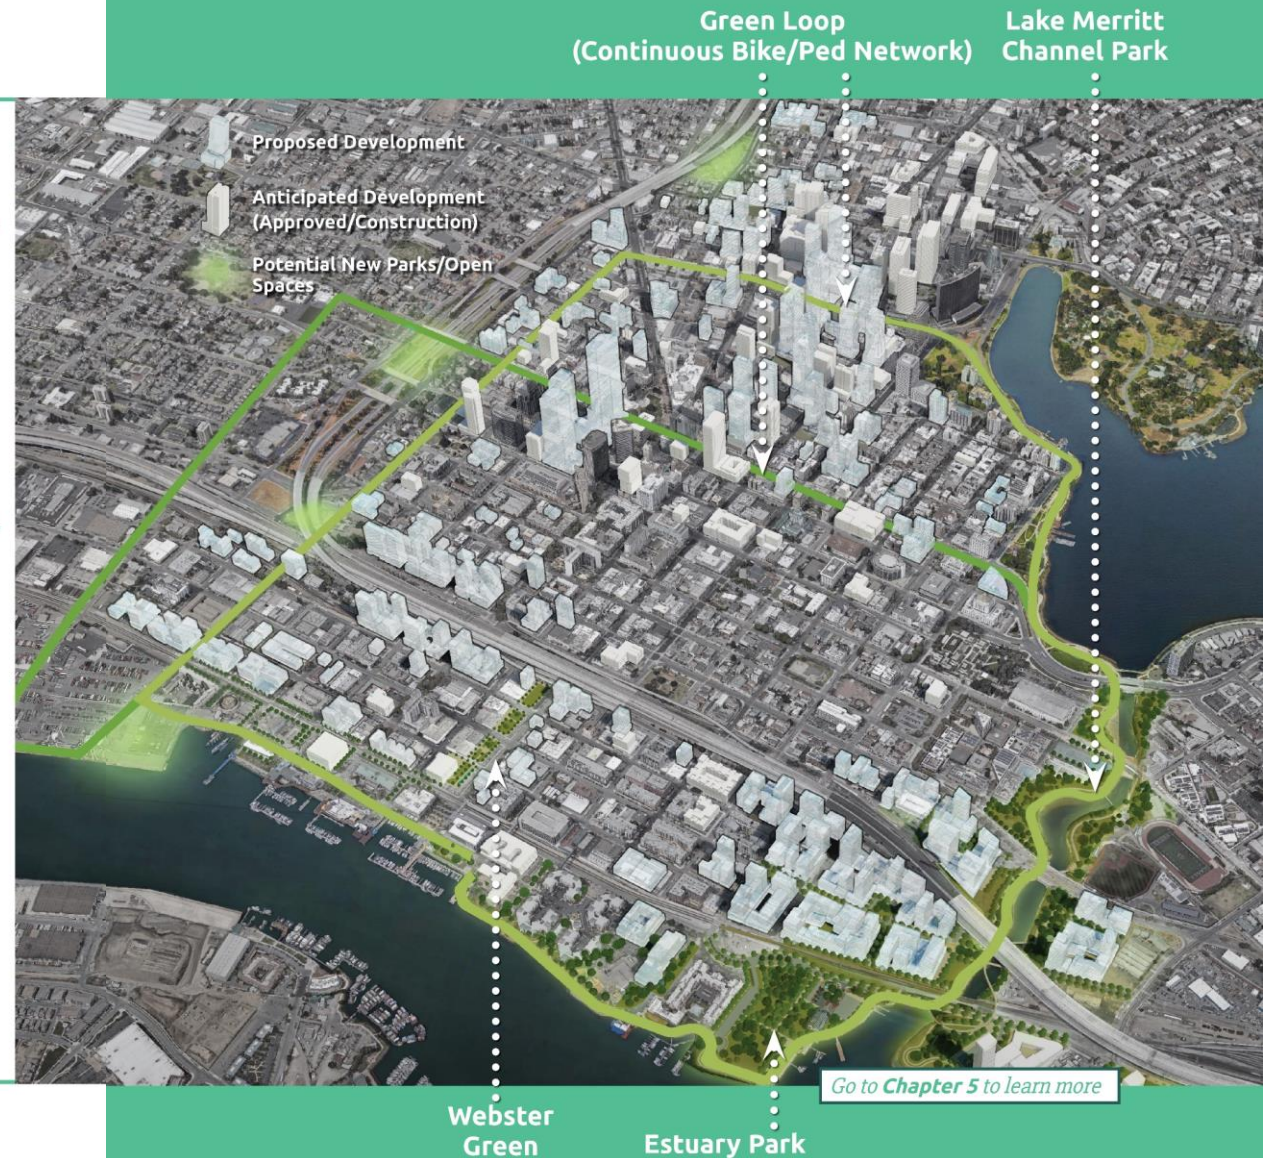 Green Loop
(Continuous Bike/Ped Network)
Lake Merritt
Channel Park
Proposed Development
Anticipated Development
(Approved/Construction)
Potential New Parks/Open
Spaces
Go to Chapter 5 to learn more
Webster
Green
Estuary Park